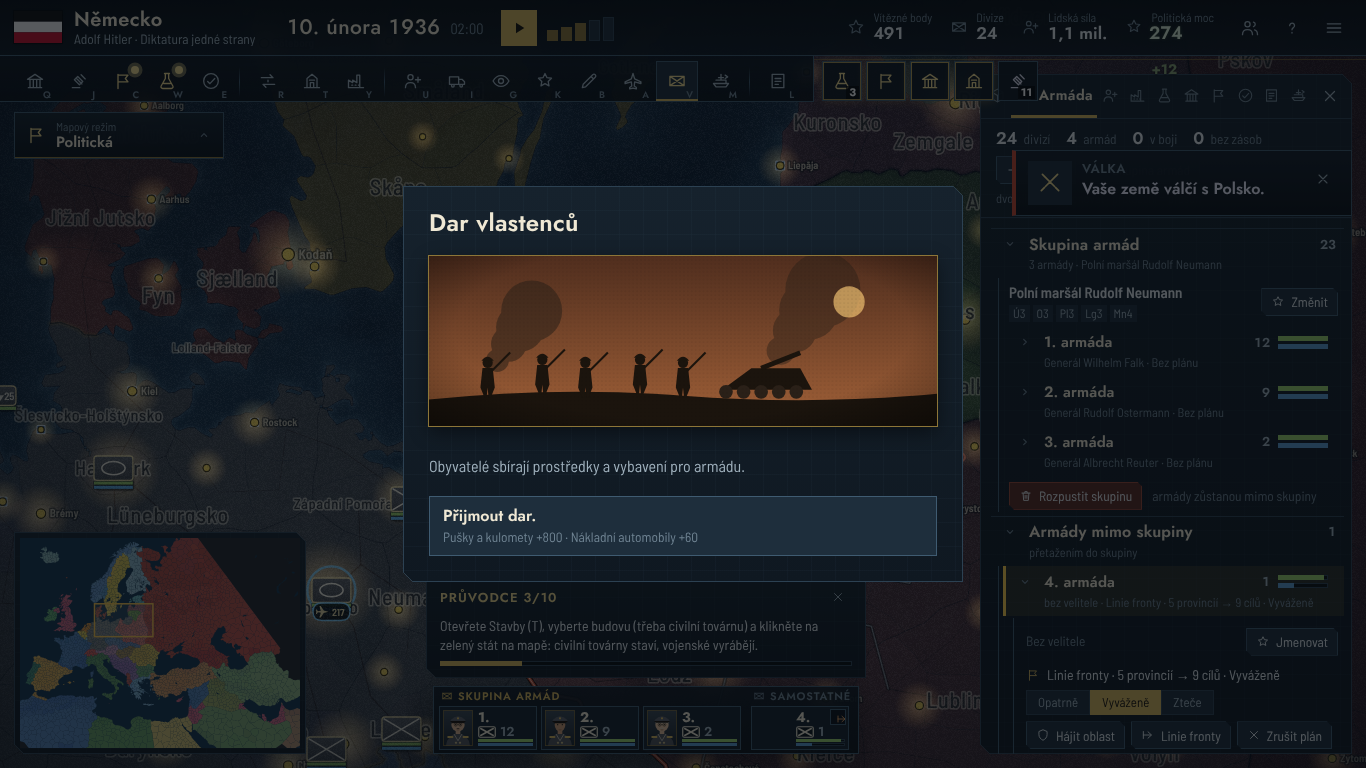 Německo
Adolf Hitler · Diktatura jedné strany
10. února 1936 02:00
Vítězné body
491
Divize
24
Lidská síla
1,1 mil.
Politická moc
274
?
Q J C W E R T Y U I G K B A V M L
3
11
+12
Pskov
Armáda
Mapový režim
Politická
24 divizí 4 armád 0 v boji 0 bez zásob
VÁLKA
Vaše země válčí s Polsko.
Aalborg
Kuronsko
Zemgale
Liepāja
Aarhus
Jižní Jutsko
Kodaň
Sjælland
Fyn
Lolland-Falster
Kiel
Šlesvicko-Holštýnsko
Rostock
Brémy
Lüneburgsko
25
217
Lublin
Dar vlastenců
Obyvatelé sbírají prostředky a vybavení pro armádu.
Přijmout dar.
Pušky a kulomety +800 · Nákladní automobily +60
PRŮVODCE 3/10
Otevřete Stavby (T), vyberte budovu (třeba civilní továrnu) a klikněte na
zelený stát na mapě: civilní továrny staví, vojenské vyrábějí.
SKUPINA ARMÁD
SAMOSTATNÉ
1.
12
2.
9
3.
2
4.
1
Skupina armád 23
3 armády · Polní maršál Rudolf Neumann
Polní maršál Rudolf Neumann
Změnit
Ú3 O3 Pl3 Lg3 Mn4
1. armáda 12
Generál Wilhelm Falk · Bez plánu
2. armáda 9
Generál Rudolf Ostermann · Bez plánu
3. armáda 2
Generál Albrecht Reuter · Bez plánu
Rozpustit skupinu armády zůstanou mimo skupiny
Armády mimo skupiny 1
přetažením do skupiny
4. armáda 1
bez velitele · Linie fronty · 5 provincií → 9 cílů · Vyvážené
Bez velitele
Jmenovat
Linie fronty · 5 provincií → 9 cílů · Vyvážené
Opatrně Vyvážené Zteče
Hájit oblast Linie fronty Zrušit plán